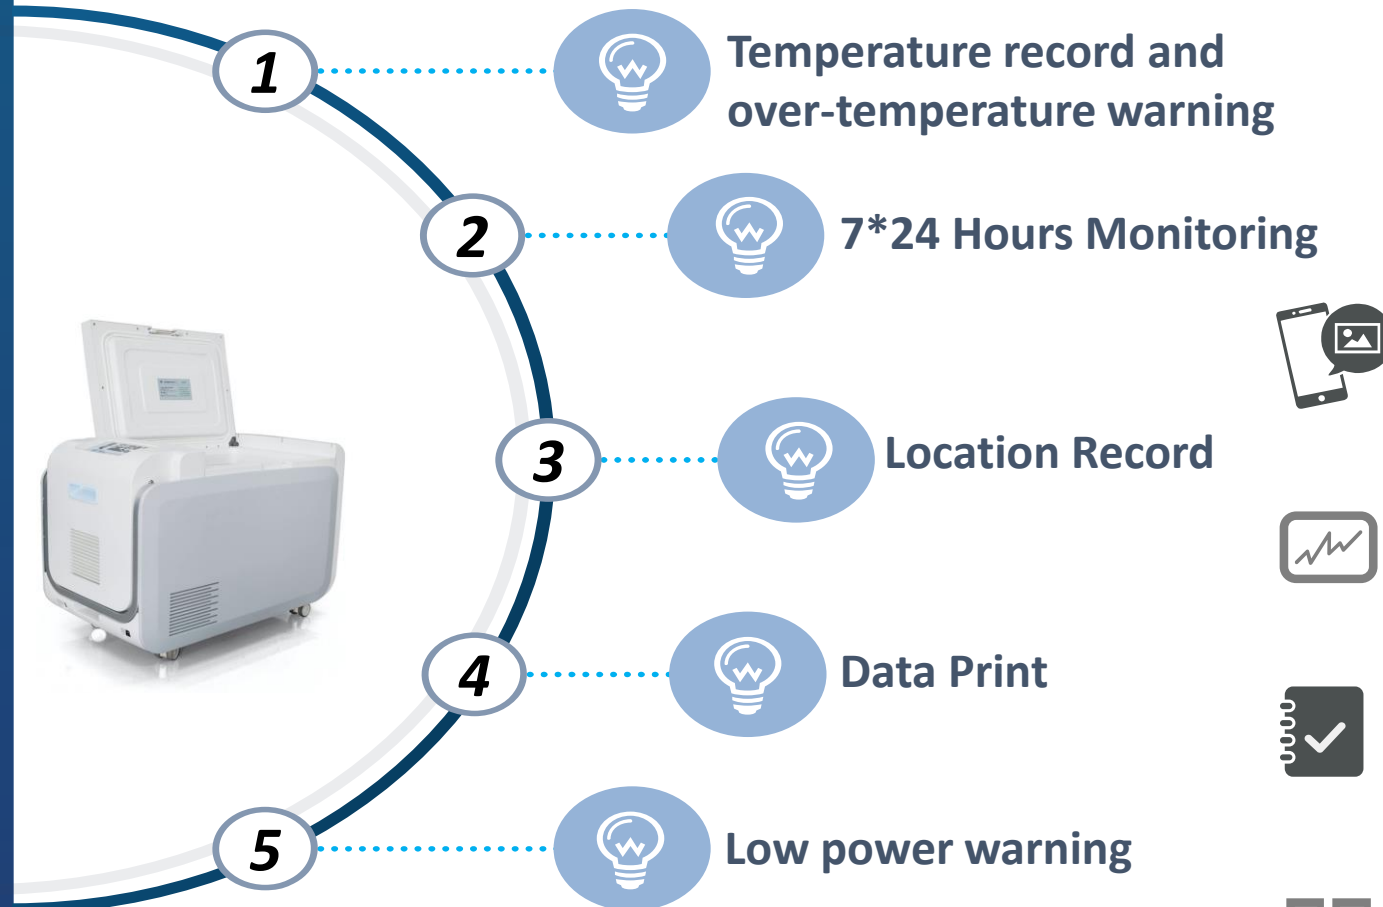 1
Temperature record and
over-temperature warning
2
7*24 Hours Monitoring
3
Location Record
4
Data Print
5
Low power warning